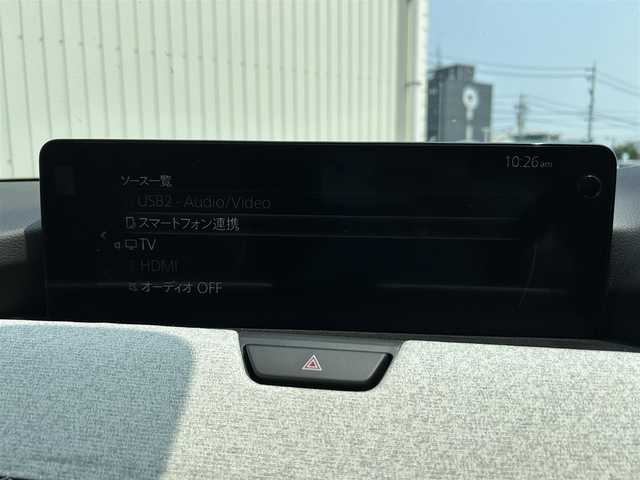 10:26am
ソース一覧
USB2 - Audio/Video
スマートフォン連携
TV
HDMI
オーディオ OFF